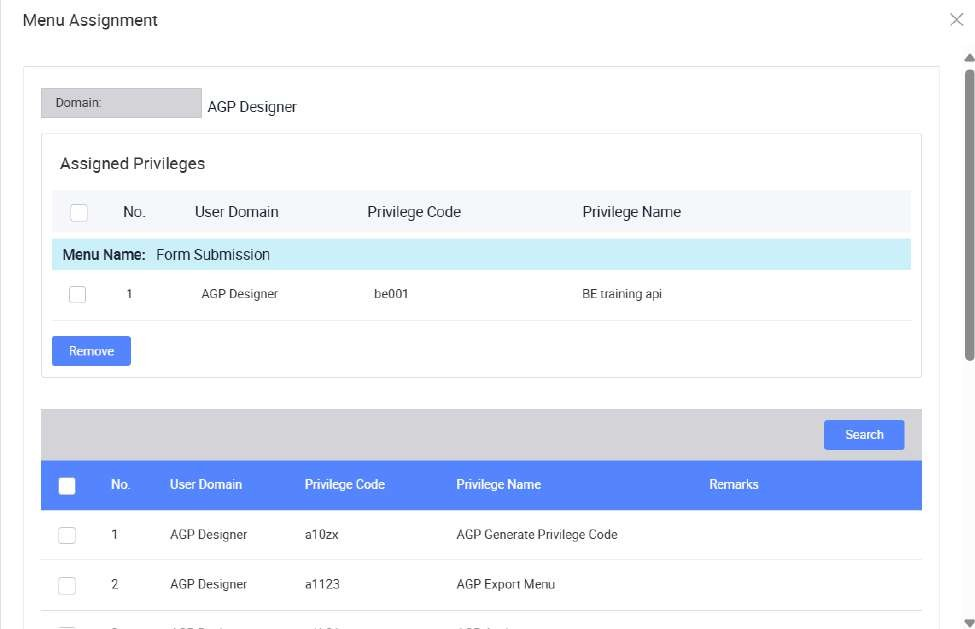 Menu Assignment
Domain: AGP Designer
Assigned Privileges
No. User Domain Privilege Code Privilege Name
Menu Name: Form Submission
1 AGP Designer be001 BE training api
Remove
Search
No. User Domain Privilege Code Privilege Name Remarks
1 AGP Designer a10zx AGP Generate Privilege Code
2 AGP Designer a1123 AGP Export Menu